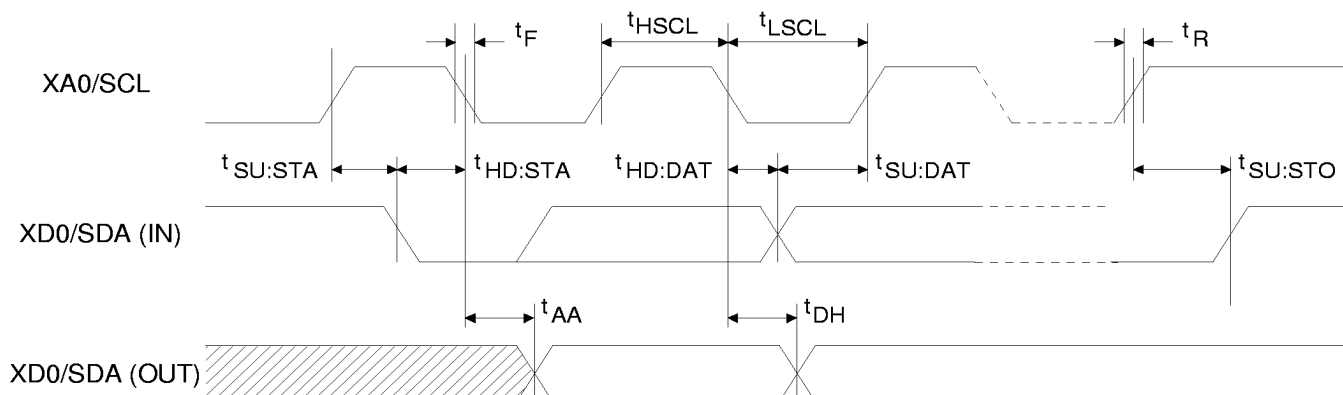 tF
tHSCL
tLSCL
tR
XA0/SCL
tSU:STA
tHD:STA
tHD:DAT
tSU:DAT
tSU:STO
XD0/SDA (IN)
tAA
tDH
XD0/SDA (OUT)